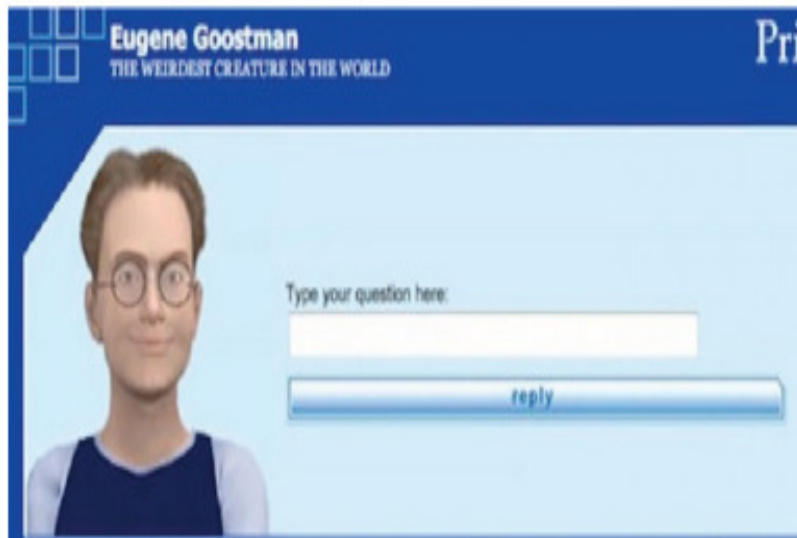 Eugene Goostman
THE WEIRDEST CREATURE IN THE WORLD
Type your question here:
reply